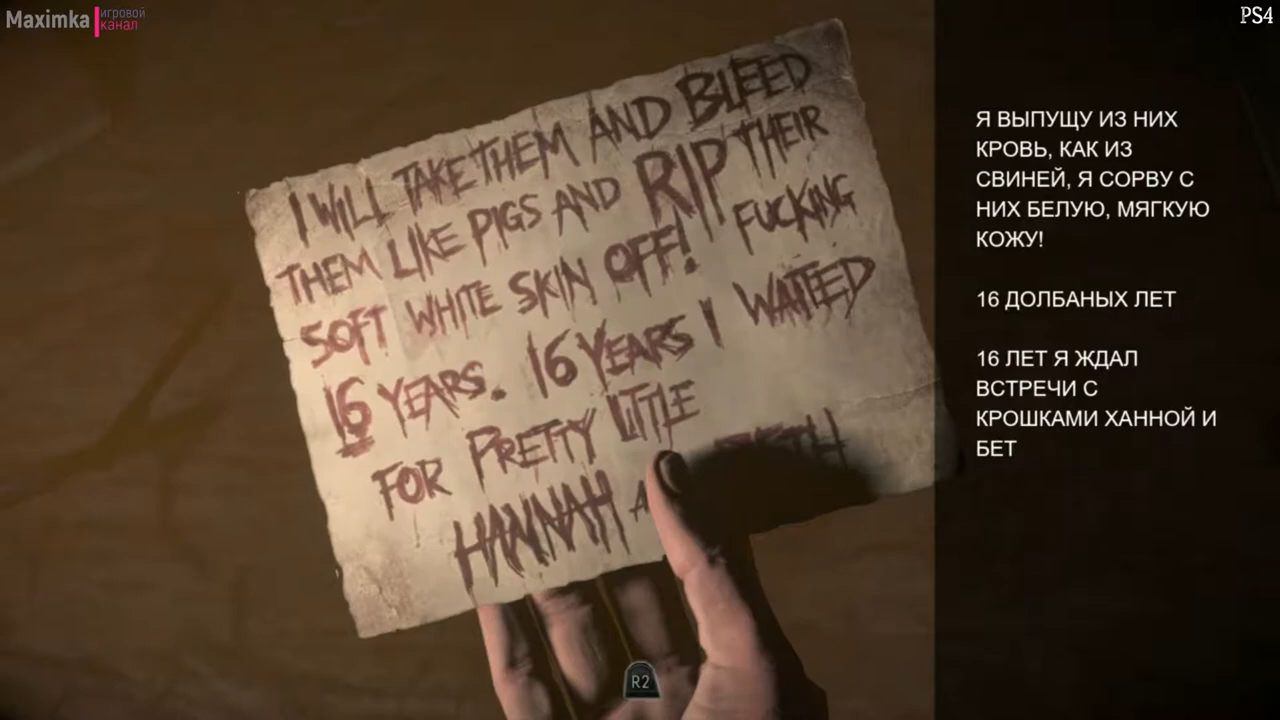 Maximka игровой
канал
PS4
I WILL TAKE THEM AND BLEED
THEM LIKE PIGS AND RIP THEIR
SOFT WHITE SKIN OFF! FUCKING
16 YEARS. 16 YEARS I WAITED
FOR PRETTY LITTLE
HANNAH
Я ВЫПУЩУ ИЗ НИХ
КРОВЬ, КАК ИЗ
СВИНЕЙ, Я СОРВУ С
НИХ БЕЛУЮ, МЯГКУЮ
КОЖУ!
16 ДОЛБАНЫХ ЛЕТ
16 ЛЕТ Я ЖДАЛ
ВСТРЕЧИ С
КРОШКАМИ ХАННОЙ И
БЕТ
R2